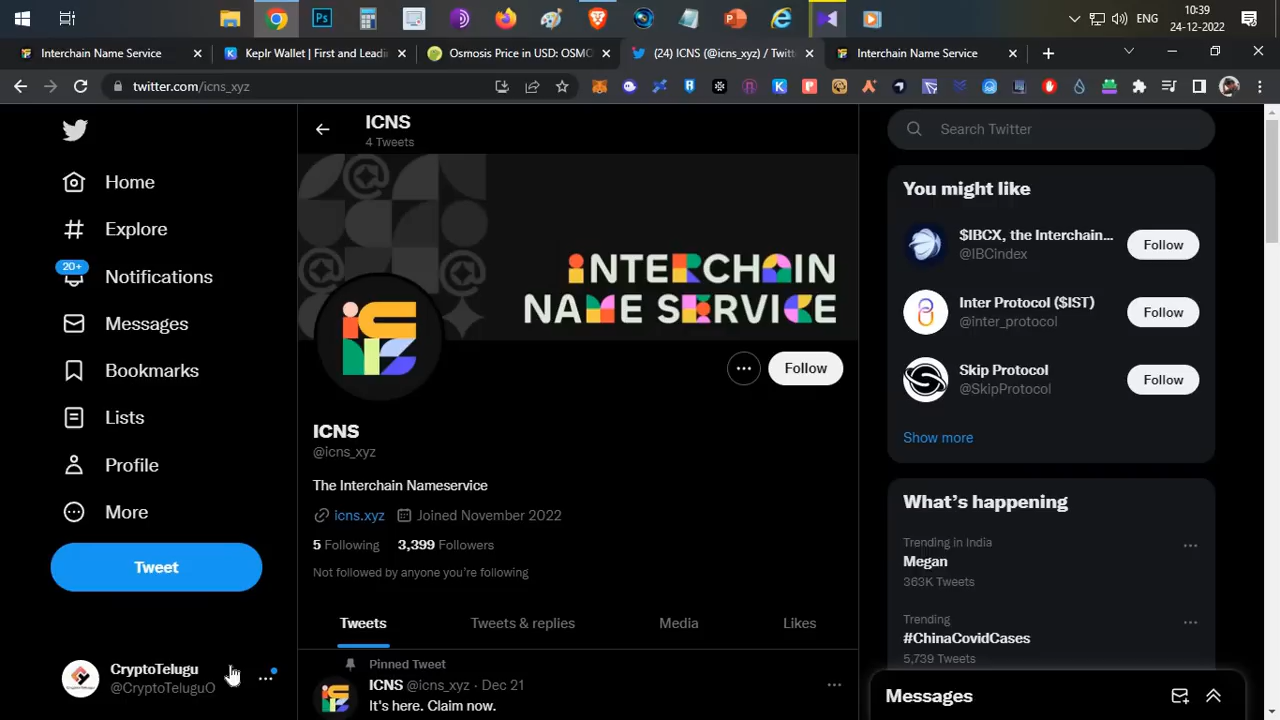 10:39
ENG
24-12-2022
Interchain Name Service
Keplr Wallet | First and Leadi
Osmosis Price in USD: OSMO
(24) ICNS (@icns_xyz) / Twitt
Interchain Name Service
twitter.com/icns_xyz
ICNS
4 Tweets
Home
Explore
20+
Notifications
Messages
Bookmarks
Lists
Profile
More
Tweet
CryptoTelugu
@CryptoTeluguO
INTERCHAIN
NAME SERVICE
Follow
ICNS
@icns_xyz
The Interchain Nameservice
icns.xyz Joined November 2022
5 Following 3,399 Followers
Not followed by anyone you're following
Tweets Tweets & replies Media Likes
Pinned Tweet
ICNS @icns_xyz · Dec 21
It's here. Claim now.
Search Twitter
You might like
$IBCX, the Interchain...
@IBCindex
Follow
Inter Protocol ($IST)
@inter_protocol
Follow
Skip Protocol
@SkipProtocol
Follow
Show more
What's happening
Trending in India
Megan
363K Tweets
Trending
#ChinaCovidCases
5,739 Tweets
Messages